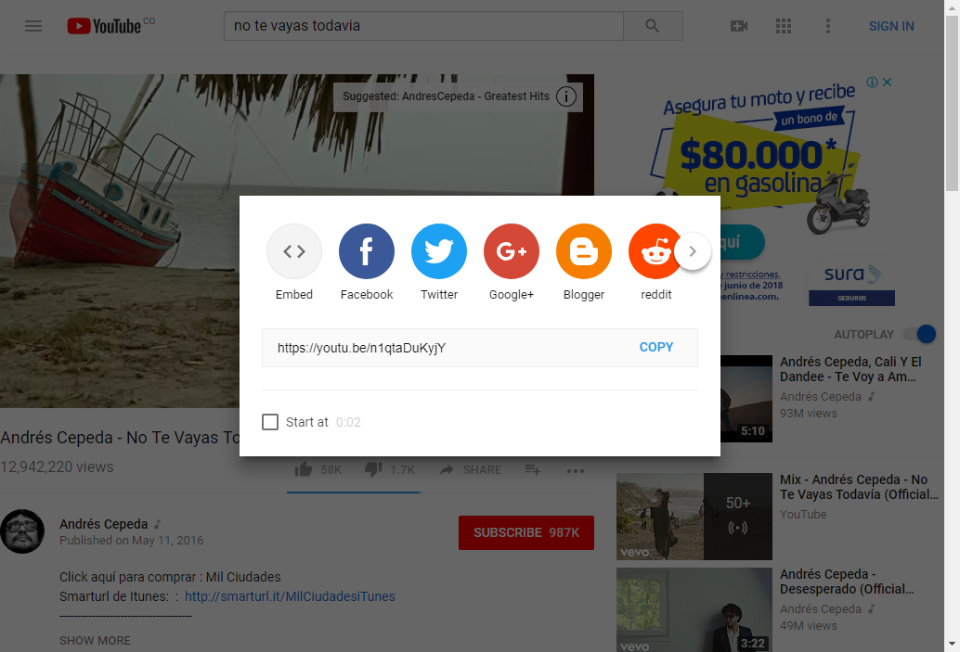 YouTube CO
no te vayas todavia
SIGN IN
Suggested: AndresCepeda - Greatest Hits
Asegura tu moto y recibe
un bono de
$80.000*
en gasolina
quí
restricciones.
de junio de 2018
enlinea.com
sura
SEGUROS
Embed
Facebook
Twitter
G+
Google+
Blogger
reddit
https://youtu.be/n1qtaDuKyjY
COPY
Start at 0:02
AUTOPLAY
Andrés Cepeda, Cali Y El
Dandee - Te Voy a Am...
Andrés Cepeda
93M views
5:10
Andrés Cepeda - No Te Vayas To
12,942,220 views
58K
1.7K
SHARE
Mix - Andrés Cepeda - No
Te Vayas Todavía (Official...
YouTube
50+
vevo
Andrés Cepeda
Published on May 11, 2016
SUBSCRIBE 987K
Click aquí para comprar : Mil Ciudades
Smarturl de Itunes: : http://smarturl.it/MilCiudadesiTunes
-----------------------------------
SHOW MORE
Andrés Cepeda -
Desesperado (Official...
Andrés Cepeda
49M views
3:22
vevo